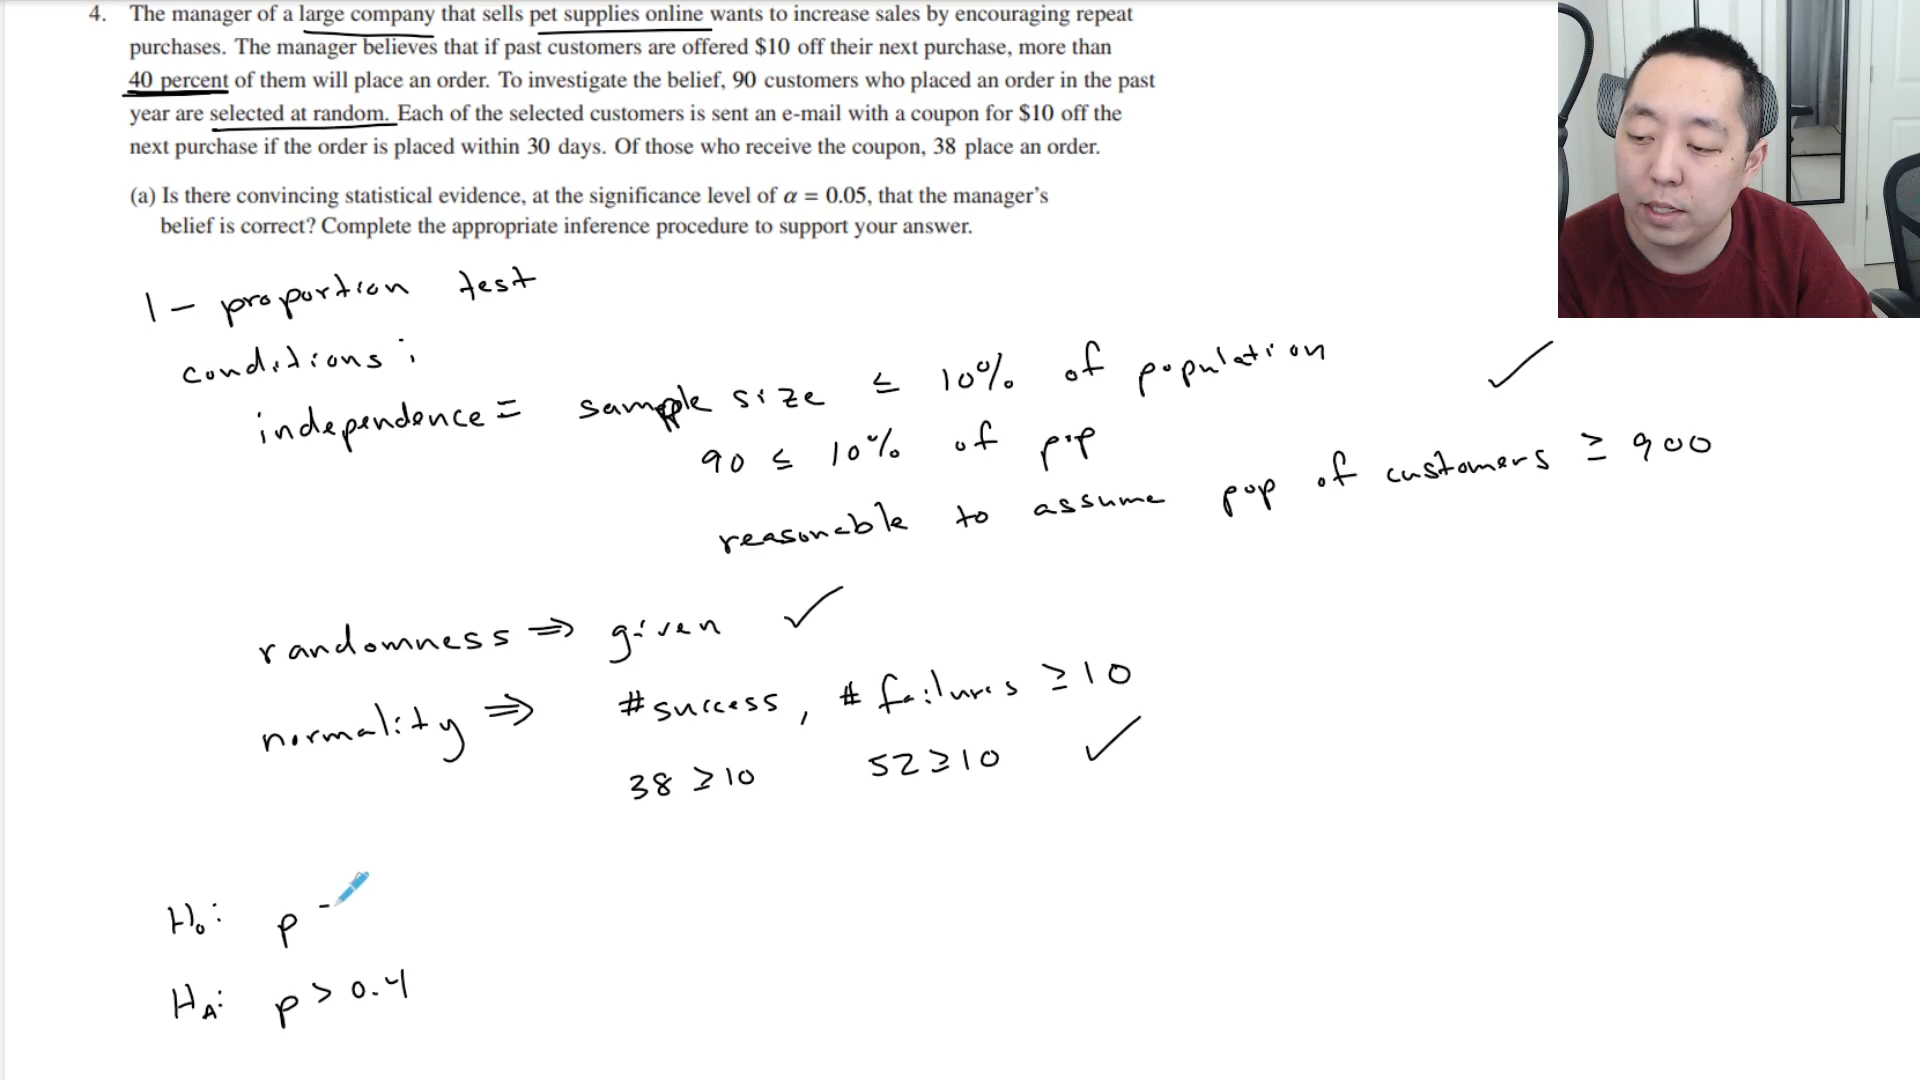 4. The manager of a large company that sells pet supplies online wants to increase sales by encouraging repeat
purchases. The manager believes that if past customers are offered $10 off their next purchase, more than
40 percent of them will place an order. To investigate the belief, 90 customers who placed an order in the past
year are selected at random. Each of the selected customers is sent an e-mail with a coupon for $10 off the
next purchase if the order is placed within 30 days. Of those who receive the coupon, 38 place an order.
(a) Is there convincing statistical evidence, at the significance level of α = 0.05, that the manager's
belief is correct? Complete the appropriate inference procedure to support your answer.
1 - proportion test
conditions:
independence = sample size ≤ 10% of population ✓
90 ≤ 10% of pop
reasonable to assume pop of customers ≥ 900
randomness ⇒ given ✓
normality ⇒ #success, # failures ≥ 10
38 ≥ 10 52 ≥ 10 ✓
H₀: p -
H_A: p > 0.4